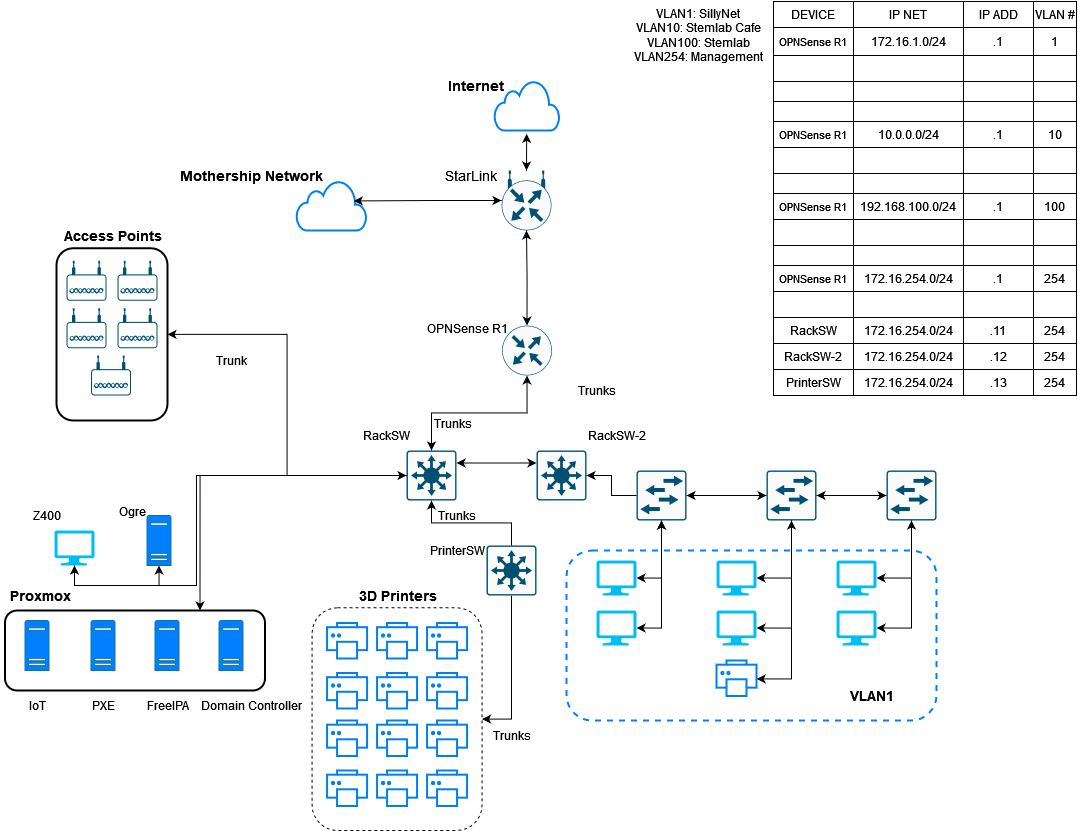 VLAN1: SillyNet
VLAN10: Stemlab Cafe
VLAN100: Stemlab
VLAN254: Management
DEVICE IP NET IP ADD VLAN #
OPNSense R1 172.16.1.0/24 .1 1
OPNSense R1 10.0.0.0/24 .1 10
OPNSense R1 192.168.100.0/24 .1 100
OPNSense R1 172.16.254.0/24 .1 254
RackSW 172.16.254.0/24 .11 254
RackSW-2 172.16.254.0/24 .12 254
PrinterSW 172.16.254.0/24 .13 254
Internet
Mothership Network
StarLink
Access Points
OPNSense R1
Trunk
Trunks
Trunks
RackSW
RackSW-2
Z400
Ogre
Trunks
PrinterSW
Proxmox
3D Printers
IoT
PXE
FreeIPA
Domain Controller
VLAN1
Trunks